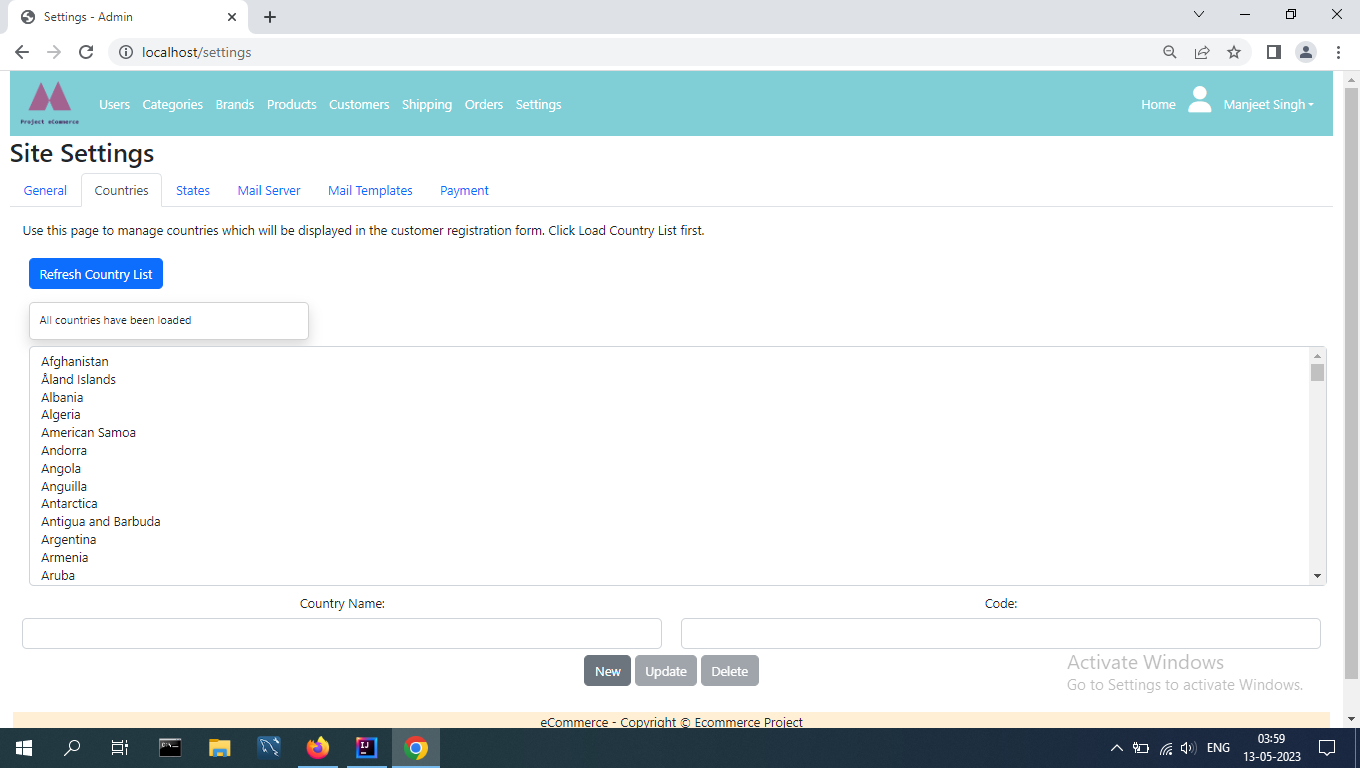 Settings - Admin
localhost/settings
Project eCommerce
Users Categories Brands Products Customers Shipping Orders Settings Home Manjeet Singh
Site Settings
General Countries States Mail Server Mail Templates Payment
Use this page to manage countries which will be displayed in the customer registration form. Click Load Country List first.
Refresh Country List
All countries have been loaded
Afghanistan
Åland Islands
Albania
Algeria
American Samoa
Andorra
Angola
Anguilla
Antarctica
Antigua and Barbuda
Argentina
Armenia
Aruba
Country Name: Code:
New Update Delete
Activate Windows
Go to Settings to activate Windows.
eCommerce - Copyright © Ecommerce Project
ENG
03:59
13-05-2023